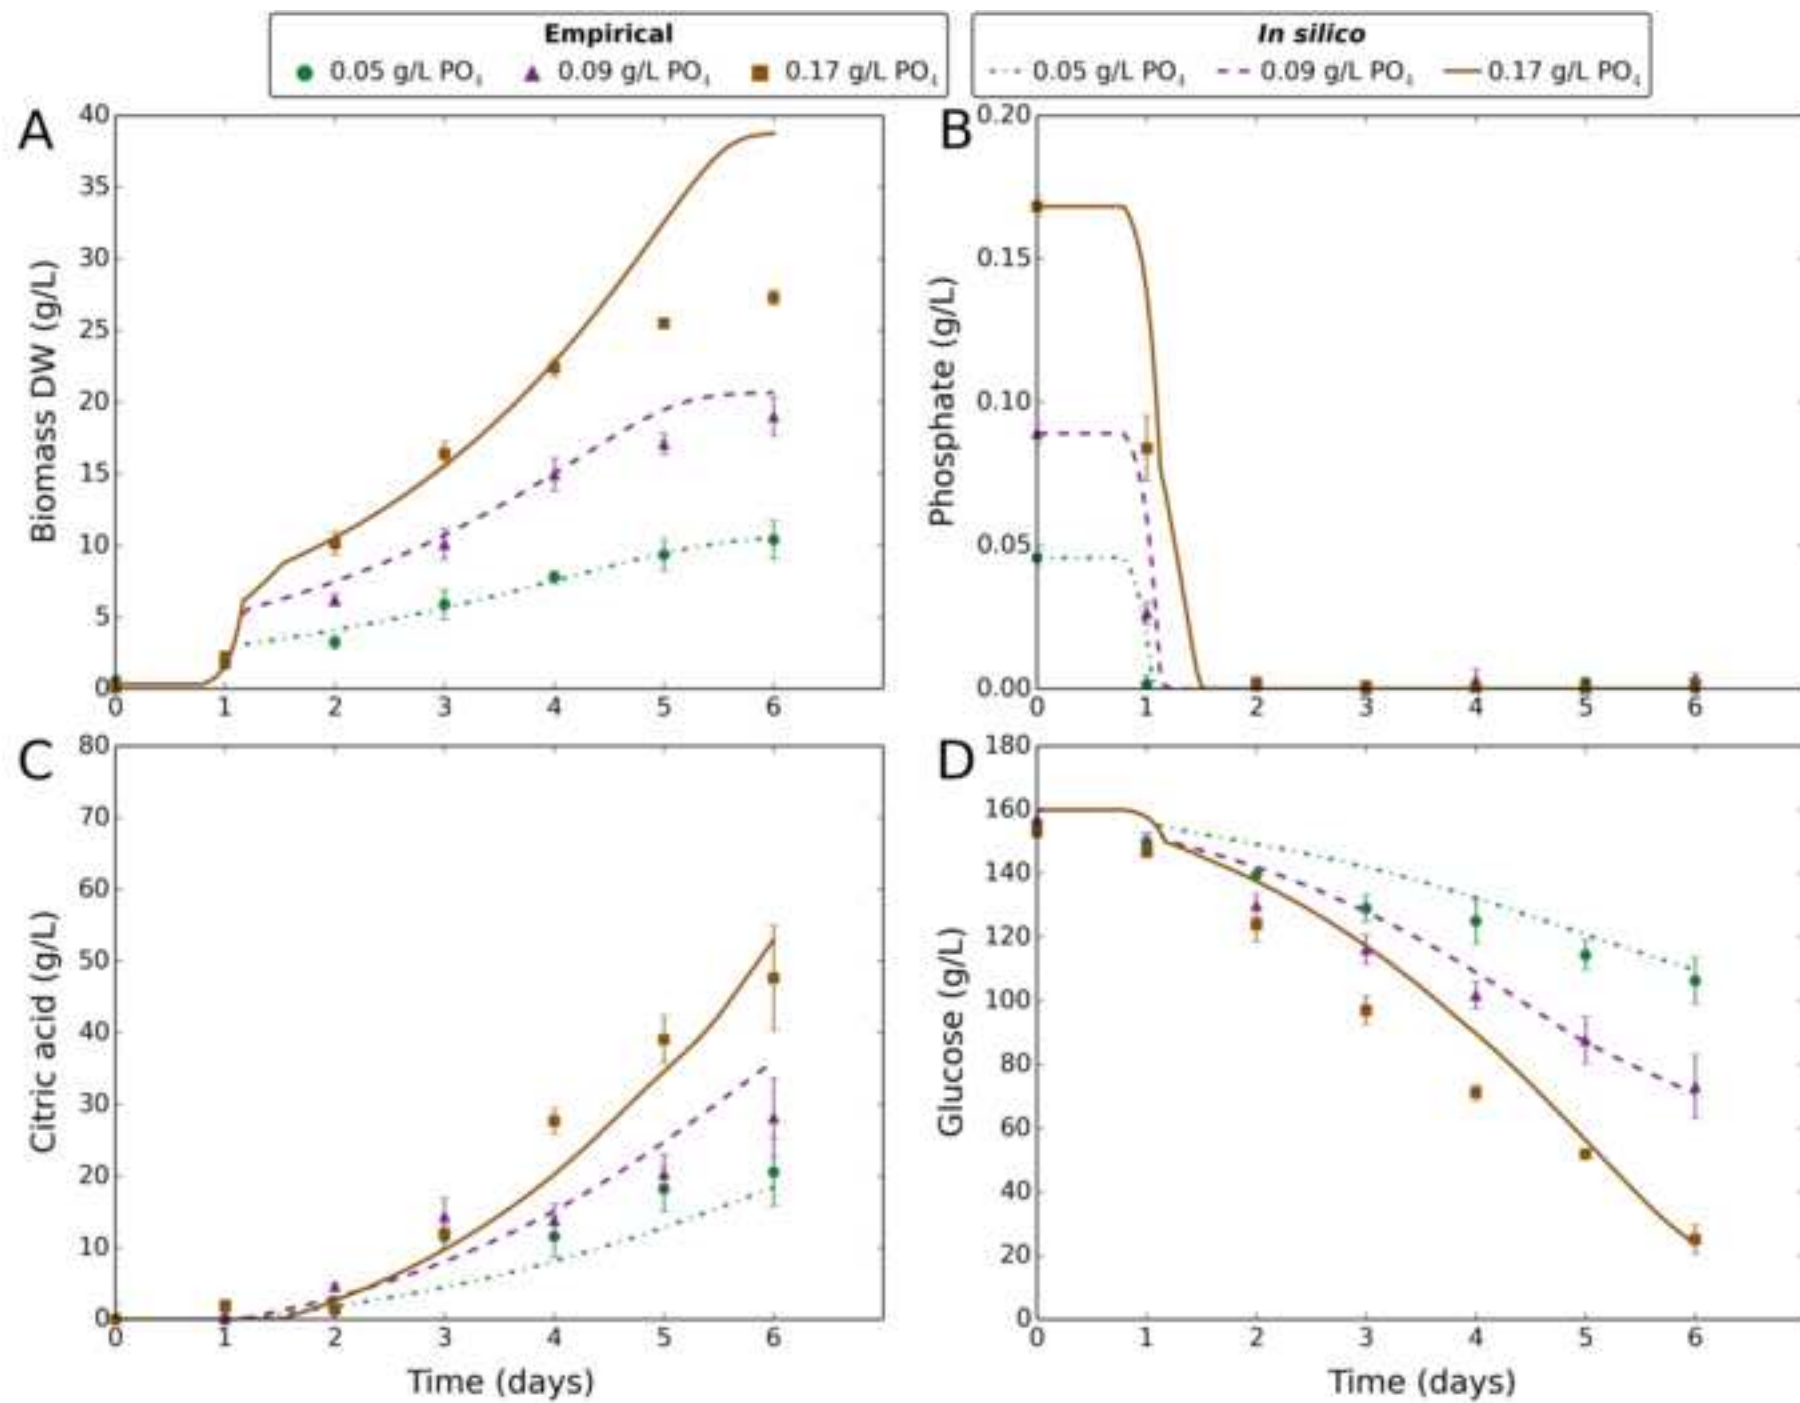 Empirical
0.05 g/L PO4 0.09 g/L PO4 0.17 g/L PO4
In silico
0.05 g/L PO4 0.09 g/L PO4 0.17 g/L PO4
A
40
35
30
25
20
15
10
5
0
Biomass DW (g/L)
0 1 2 3 4 5 6
B
0.20
0.15
0.10
0.05
0.00
Phosphate (g/L)
0 1 2 3 4 5 6
C
80
70
60
50
40
30
20
10
0
Citric acid (g/L)
0 1 2 3 4 5 6
Time (days)
D
180
160
140
120
100
80
60
40
20
0
Glucose (g/L)
0 1 2 3 4 5 6
Time (days)